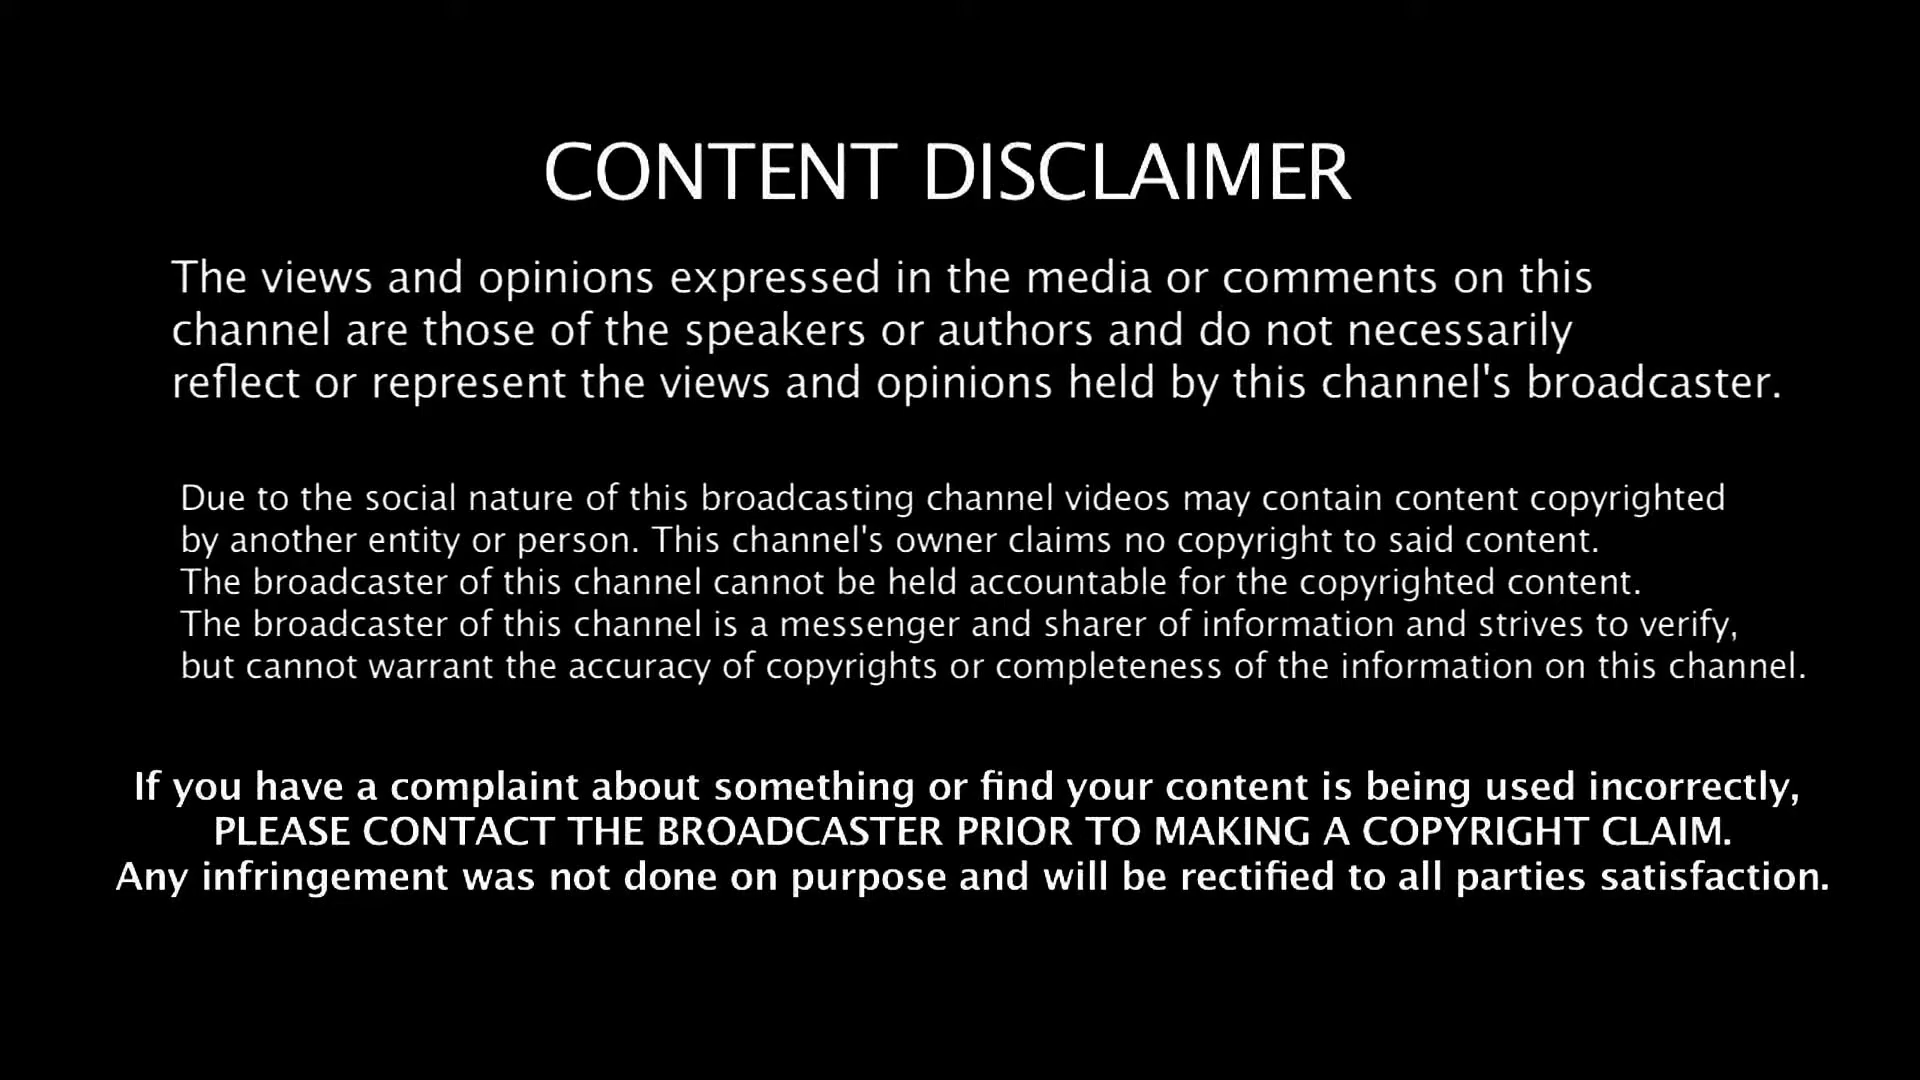 CONTENT DISCLAIMER
The views and opinions expressed in the media or comments on this
channel are those of the speakers or authors and do not necessarily
reflect or represent the views and opinions held by this channel's broadcaster.
Due to the social nature of this broadcasting channel videos may contain content copyrighted
by another entity or person. This channel's owner claims no copyright to said content.
The broadcaster of this channel cannot be held accountable for the copyrighted content.
The broadcaster of this channel is a messenger and sharer of information and strives to verify,
but cannot warrant the accuracy of copyrights or completeness of the information on this channel.
If you have a complaint about something or find your content is being used incorrectly,
PLEASE CONTACT THE BROADCASTER PRIOR TO MAKING A COPYRIGHT CLAIM.
Any infringement was not done on purpose and will be rectified to all parties satisfaction.